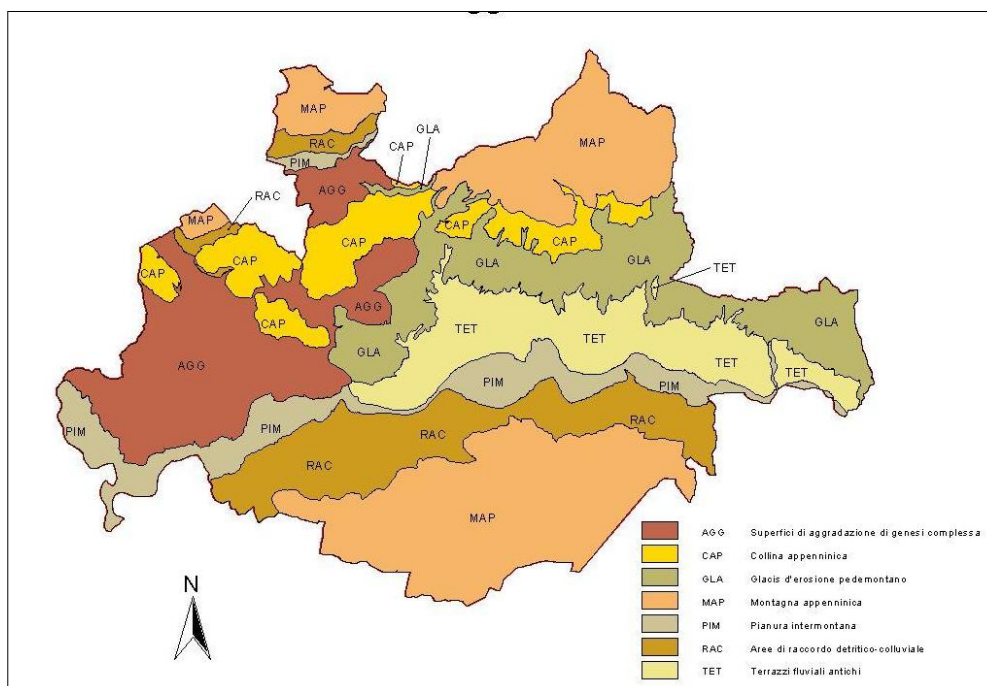 MAP
RAC
PIM
AGG
CAP
GLA
MAP
RAC
MAP
CAP
CAP
CAP
CAP
CAP
GLA
GLA
TET
AGG
CAP
GLA
TET
TET
TET
TET
GLA
AGG
PIM
PIM
PIM
PIM
RAC
RAC
RAC
MAP
N
AGG Superfici di aggradazione di genesi complessa
CAP Collina appenninica
GLA Glacis d'erosione pedemontano
MAP Montagna appenninica
PIM Pianura intermontana
RAC Aree di raccordo detritico-colluviale
TET Terrazzi fluviali antichi